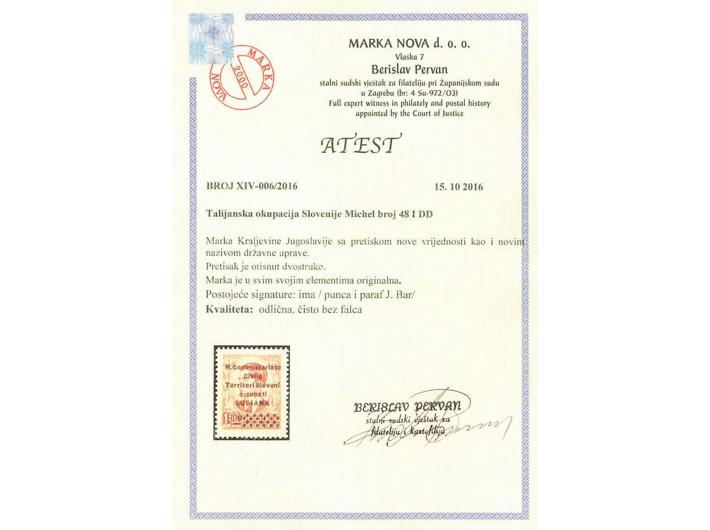 MARKA NOVA d. o. o.
Vlaska 7
Berislav Pervan
stalni sudski vještak za filateliju pri Županijskom sudu
u Zagrebu (br: 4 Su-972/03)
Full expert witness in philately and postal history
appointed by the Court of Justice
MARKA
2000
NOVA
ATEST
BROJ XIV-006/2016 15. 10 2016
Talijanska okupacija Slovenije Michel broj 48 I DD
Marka Kraljevine Jugoslavije sa pretiskom nove vrijednosti kao i novim
nazivom državne uprave.
Pretisak je otisnut dvostruko.
Marka je u svim svojim elementima originalna.
Postojeće signature: ima / punca i paraf J. Bar/
Kvaliteta: odlična, čisto bez falca
R. Commissariato
Civile
Territori Sloveni
occupati
LUBIANA
BERISLAV PERVAN
stalni sudski vještak za
filateliju i kartofiliju